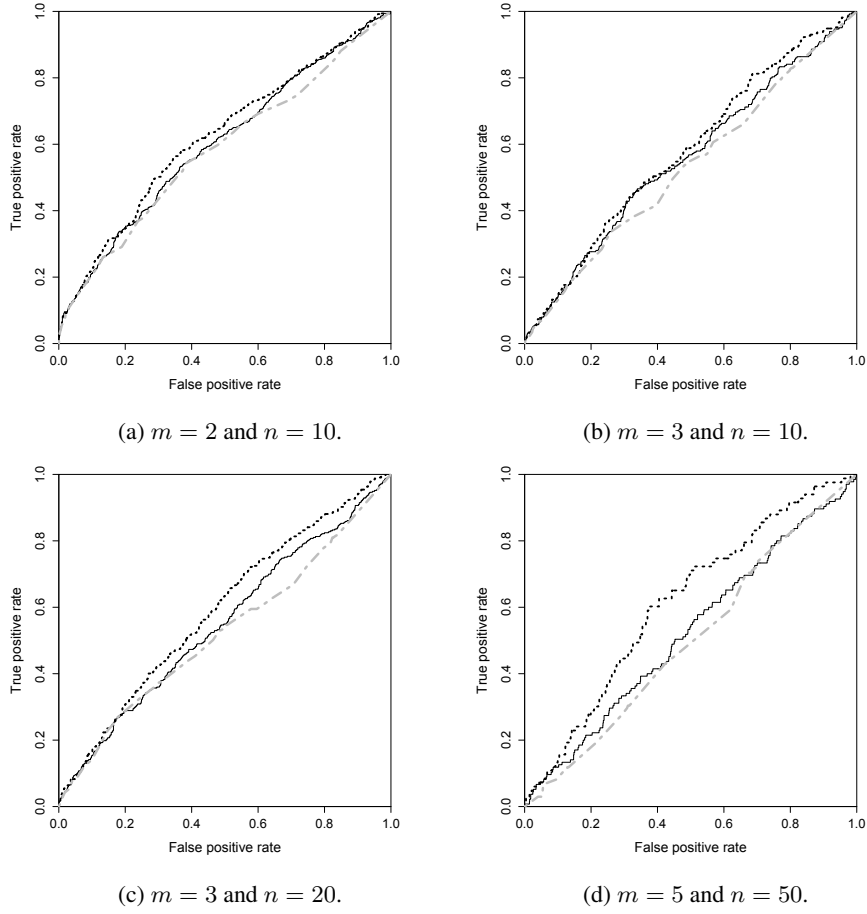 1.0
0.8
0.6
0.4
0.2
0.0
True positive rate
0.0 0.2 0.4 0.6 0.8 1.0
False positive rate
(a) m = 2 and n = 10.
1.0
0.8
0.6
0.4
0.2
0.0
True positive rate
0.0 0.2 0.4 0.6 0.8 1.0
False positive rate
(b) m = 3 and n = 10.
1.0
0.8
0.6
0.4
0.2
0.0
True positive rate
0.0 0.2 0.4 0.6 0.8 1.0
False positive rate
(c) m = 3 and n = 20.
1.0
0.8
0.6
0.4
0.2
0.0
True positive rate
0.0 0.2 0.4 0.6 0.8 1.0
False positive rate
(d) m = 5 and n = 50.